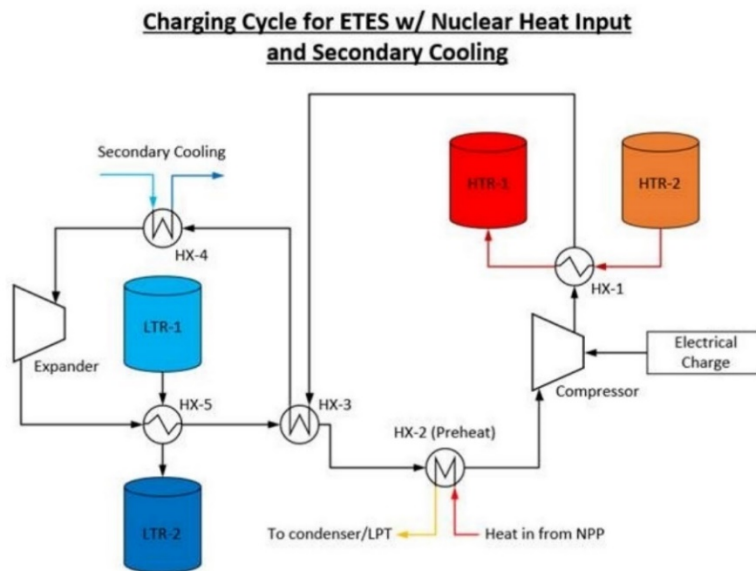 Charging Cycle for ETES w/ Nuclear Heat Input
and Secondary Cooling
Secondary Cooling
HTR-1
HTR-2
HX-4
HX-1
LTR-1
Expander
Electrical
Charge
Compressor
HX-5
HX-3
HX-2 (Preheat)
LTR-2
To condenser/LPT
Heat in from NPP